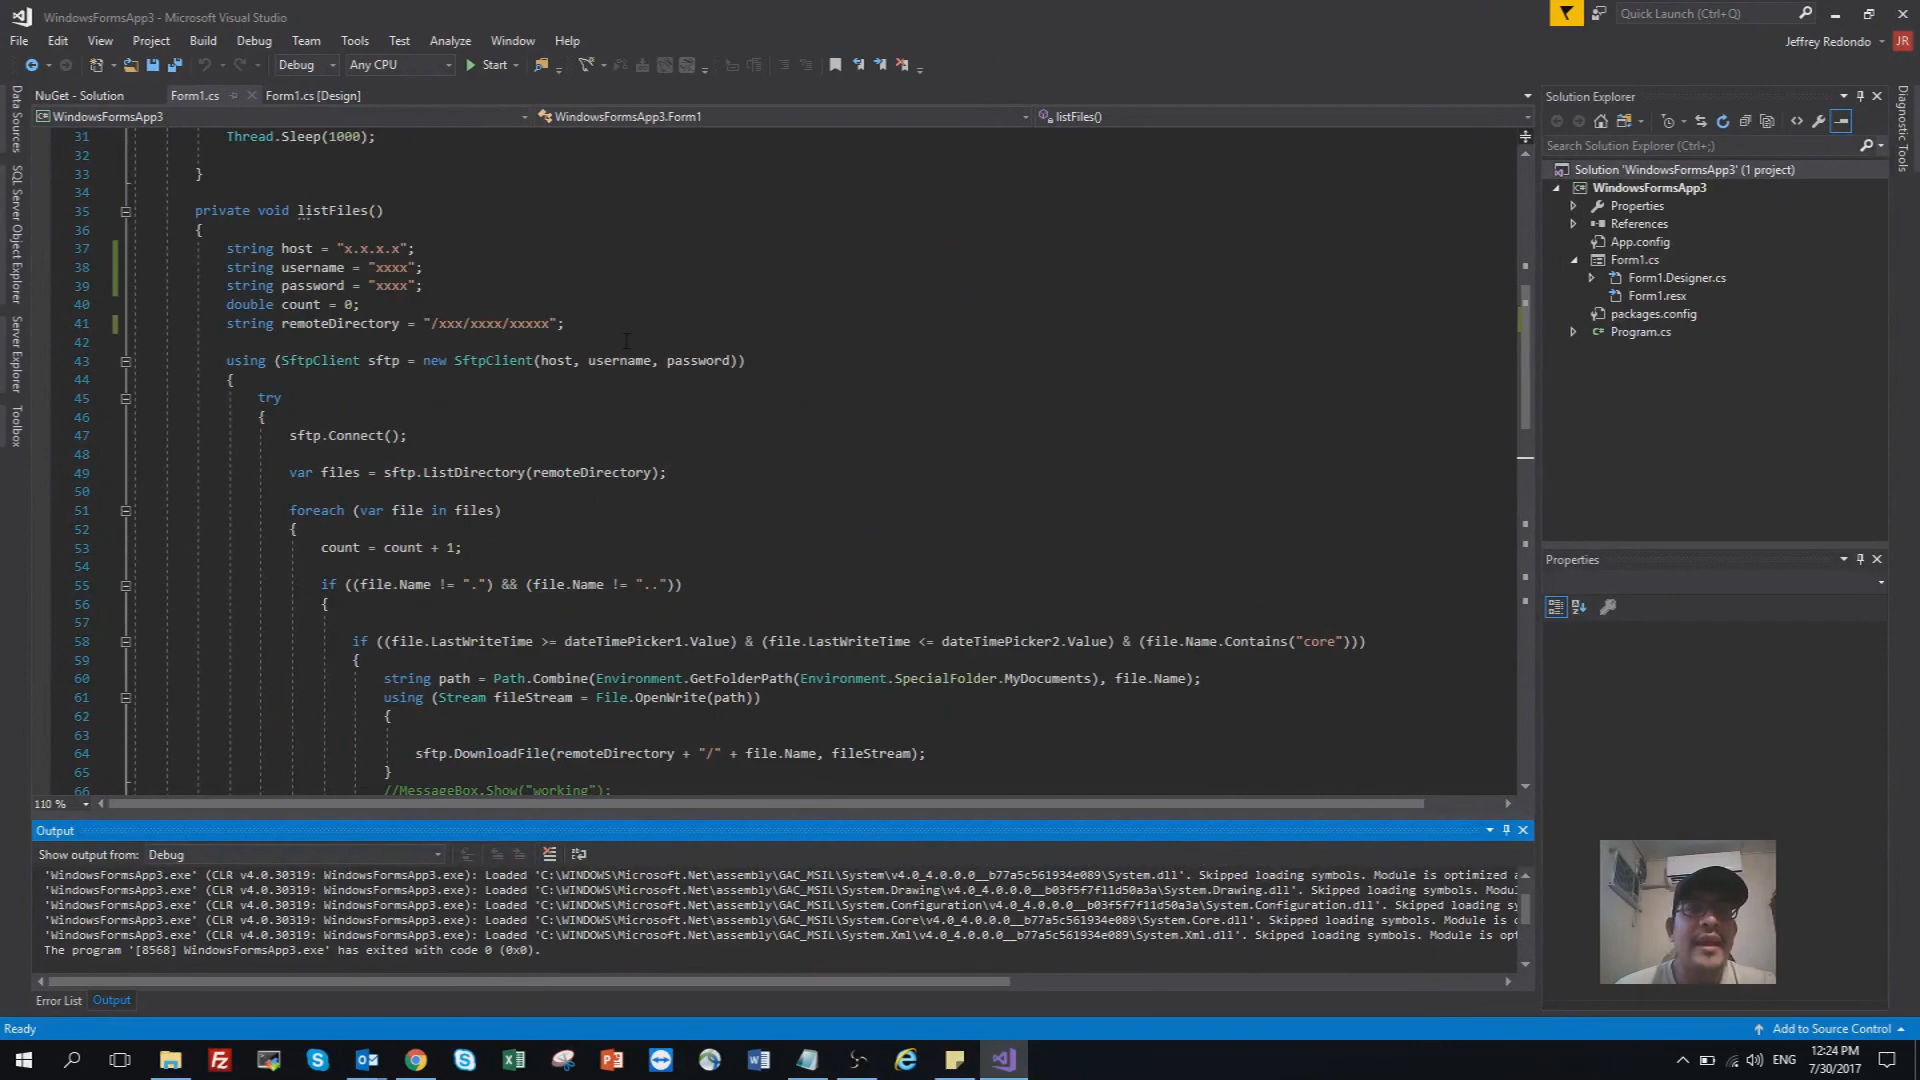 WindowsFormsApp3 - Microsoft Visual Studio
Quick Launch (Ctrl+Q)
File Edit View Project Build Debug Team Tools Test Analyze Window Help
Jeffrey Redondo JR
Debug Any CPU Start
NuGet - Solution Form1.cs Form1.cs [Design]
WindowsFormsApp3 WindowsFormsApp3.Form1 listFiles()
31 Thread.Sleep(1000);
32
33 }
34
35 private void listFiles()
36 {
37 string host = "x.x.x.x";
38 string username = "xxxx";
39 string password = "xxxx";
40 double count = 0;
41 string remoteDirectory = "/xxx/xxxx/xxxxx";
42
43 using (SftpClient sftp = new SftpClient(host, username, password))
44 {
45 try
46 {
47 sftp.Connect();
48
49 var files = sftp.ListDirectory(remoteDirectory);
50
51 foreach (var file in files)
52 {
53 count = count + 1;
54
55 if ((file.Name != ".") && (file.Name != ".."))
56 {
57
58 if ((file.LastWriteTime >= dateTimePicker1.Value) & (file.LastWriteTime <= dateTimePicker2.Value) & (file.Name.Contains("core")))
59 {
60 string path = Path.Combine(Environment.GetFolderPath(Environment.SpecialFolder.MyDocuments), file.Name);
61 using (Stream fileStream = File.OpenWrite(path))
62 {
63
64 sftp.DownloadFile(remoteDirectory + "/" + file.Name, fileStream);
65 }
66 //MessageBox.Show("working");
110 %
Output
Show output from: Debug
'WindowsFormsApp3.exe' (CLR v4.0.30319: WindowsFormsApp3.exe): Loaded 'C:\WINDOWS\Microsoft.Net\assembly\GAC_MSIL\System\v4.0_4.0.0.0__b77a5c561934e089\System.dll'. Skipped loading symbols. Module is optimized a
'WindowsFormsApp3.exe' (CLR v4.0.30319: WindowsFormsApp3.exe): Loaded 'C:\WINDOWS\Microsoft.Net\assembly\GAC_MSIL\System.Drawing\v4.0_4.0.0.0__b03f5f7f11d50a3a\System.Drawing.dll'. Skipped loading symbols. Modu
'WindowsFormsApp3.exe' (CLR v4.0.30319: WindowsFormsApp3.exe): Loaded 'C:\WINDOWS\Microsoft.Net\assembly\GAC_MSIL\System.Configuration\v4.0_4.0.0.0__b03f5f7f11d50a3a\System.Configuration.dll'. Skipped loading sy
'WindowsFormsApp3.exe' (CLR v4.0.30319: WindowsFormsApp3.exe): Loaded 'C:\WINDOWS\Microsoft.Net\assembly\GAC_MSIL\System.Core\v4.0_4.0.0.0__b77a5c561934e089\System.Core.dll'. Skipped loading symbols. Module is o
'WindowsFormsApp3.exe' (CLR v4.0.30319: WindowsFormsApp3.exe): Loaded 'C:\WINDOWS\Microsoft.Net\assembly\GAC_MSIL\System.Xml\v4.0_4.0.0.0__b77a5c561934e089\System.Xml.dll'. Skipped loading symbols. Module is opt
The program '[8568] WindowsFormsApp3.exe' has exited with code 0 (0x0).
Error List Output
Ready
Add to Source Control
Data Sources
SQL Server Object Explorer
Server Explorer
Toolbox
Solution Explorer
Search Solution Explorer (Ctrl+;)
Solution 'WindowsFormsApp3' (1 project)
WindowsFormsApp3
Properties
References
App.config
Form1.cs
Form1.Designer.cs
Form1.resx
packages.config
Program.cs
Properties
Diagnostic Tools
ENG
12:24 PM
7/30/2017